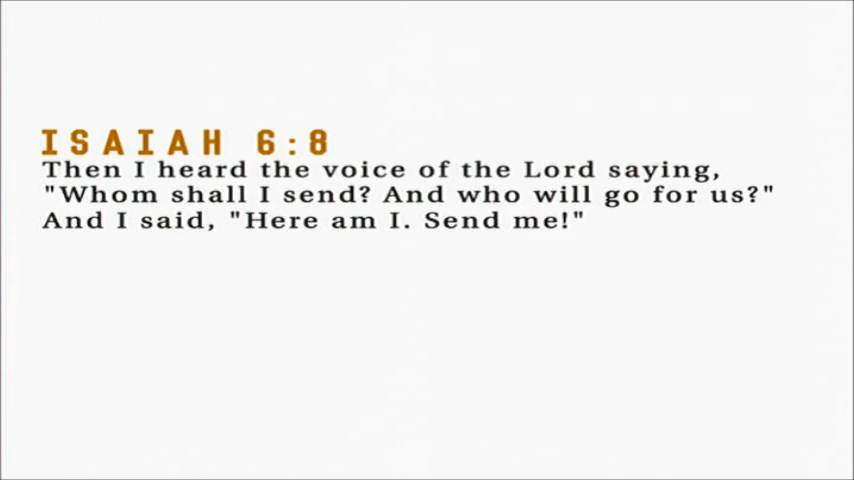 ISAIAH 6:8
Then I heard the voice of the Lord saying,
"Whom shall I send? And who will go for us?"
And I said, "Here am I. Send me!"